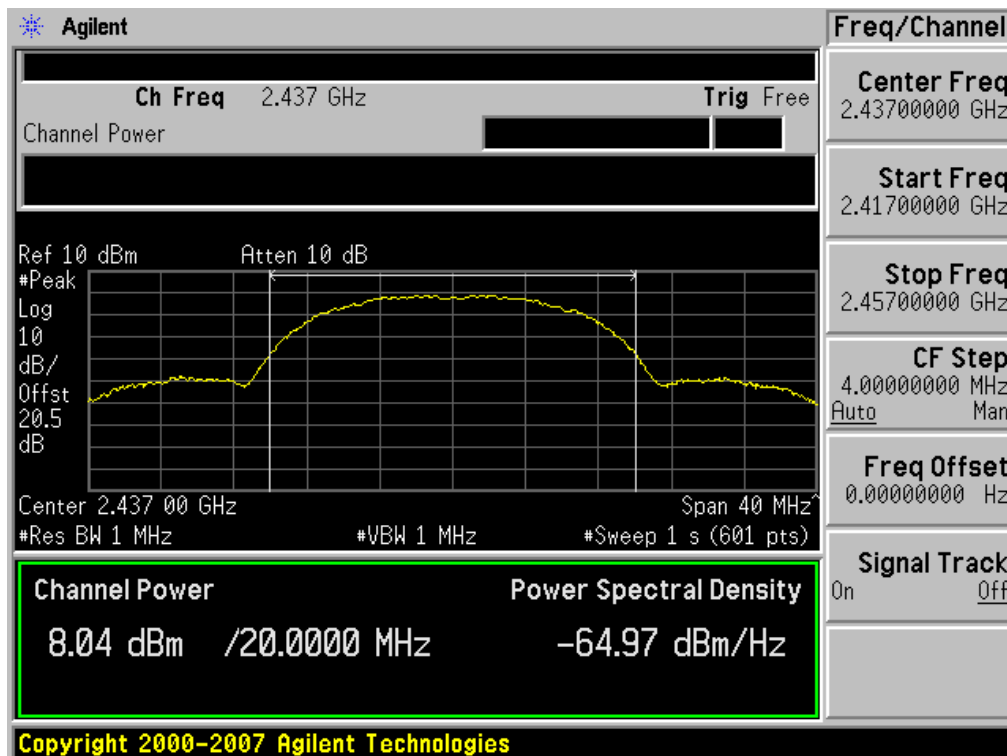 Agilent
Freq/Channel
Ch Freq 2.437 GHz Trig Free
Channel Power
Center Freq
2.43700000 GHz
Start Freq
2.41700000 GHz
Stop Freq
2.45700000 GHz
CF Step
4.00000000 MHz
Auto Man
Freq Offset
0.00000000 Hz
Signal Track
On Off
Ref 10 dBm Atten 10 dB
#Peak
Log
10
dB/
Offst
20.5
dB
Center 2.437 00 GHz Span 40 MHz^
#Res BW 1 MHz #VBW 1 MHz #Sweep 1 s (601 pts)
Channel Power Power Spectral Density
8.04 dBm /20.0000 MHz -64.97 dBm/Hz
Copyright 2000-2007 Agilent Technologies